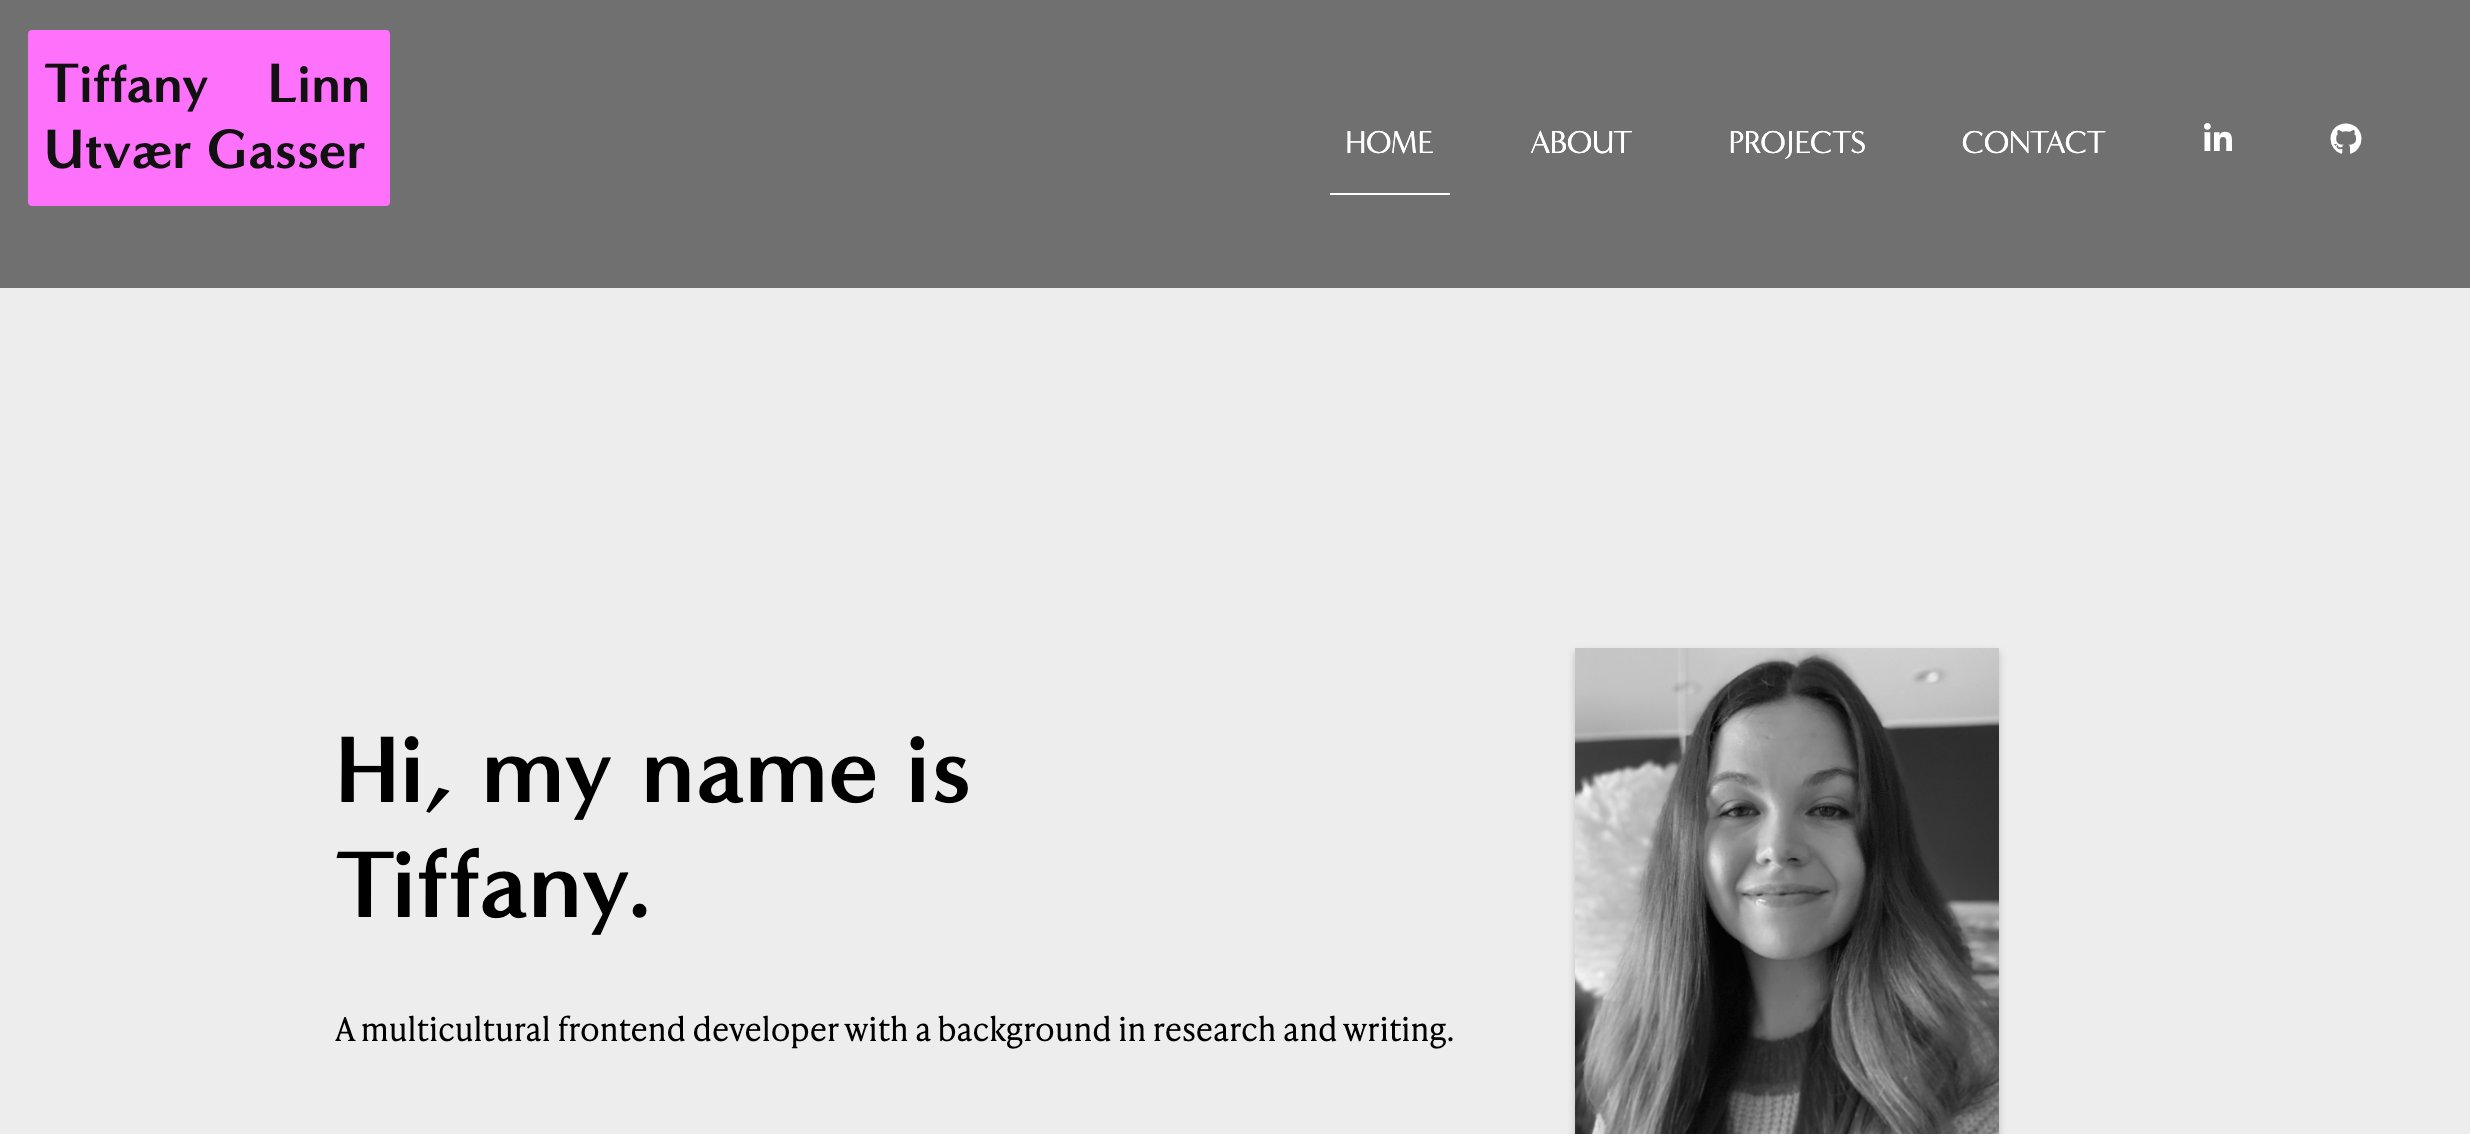 Tiffany Linn
Utvær Gasser
HOME ABOUT PROJECTS CONTACT in
Hi, my name is
Tiffany.
A multicultural frontend developer with a background in research and writing.